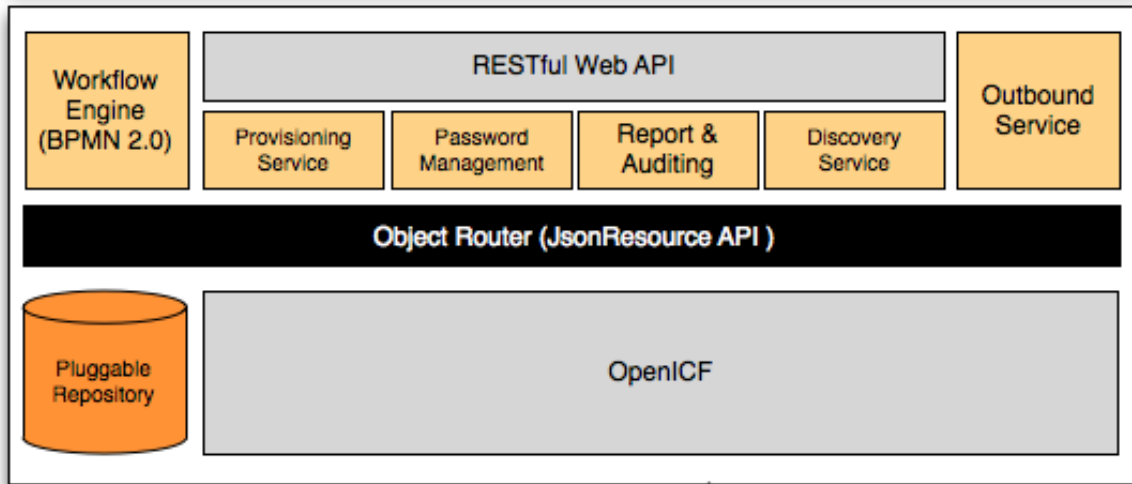 Workflow
Engine
(BPMN 2.0)
RESTful Web API
Provisioning
Service
Password
Management
Report &
Auditing
Discovery
Service
Outbound
Service
Object Router (JsonResource API )
Pluggable
Repository
OpenICF